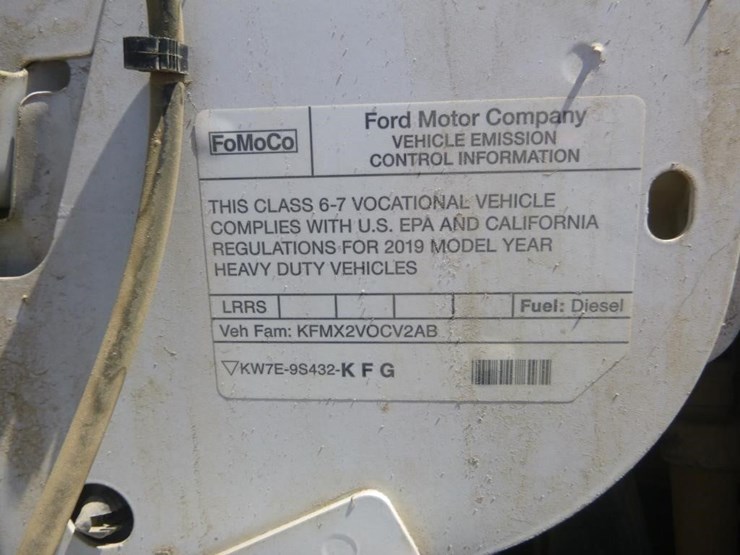 FoMoCo
Ford Motor Company
VEHICLE EMISSION
CONTROL INFORMATION
THIS CLASS 6-7 VOCATIONAL VEHICLE
COMPLIES WITH U.S. EPA AND CALIFORNIA
REGULATIONS FOR 2019 MODEL YEAR
HEAVY DUTY VEHICLES
LRRS Fuel: Diesel
Veh Fam: KFMX2VOCV2AB
▽KW7E-9S432-K F G